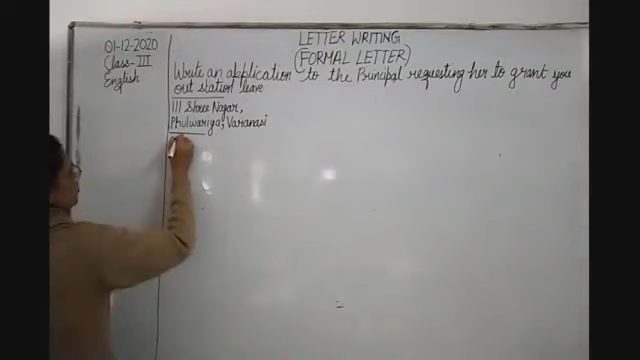 LETTER WRITING
(FORMAL LETTER)
01-12-2020
Class-III
English
Write an application to the Principal requesting her to grant you
out station leave
111 Shree Nagar,
Phulwariya, Varanasi